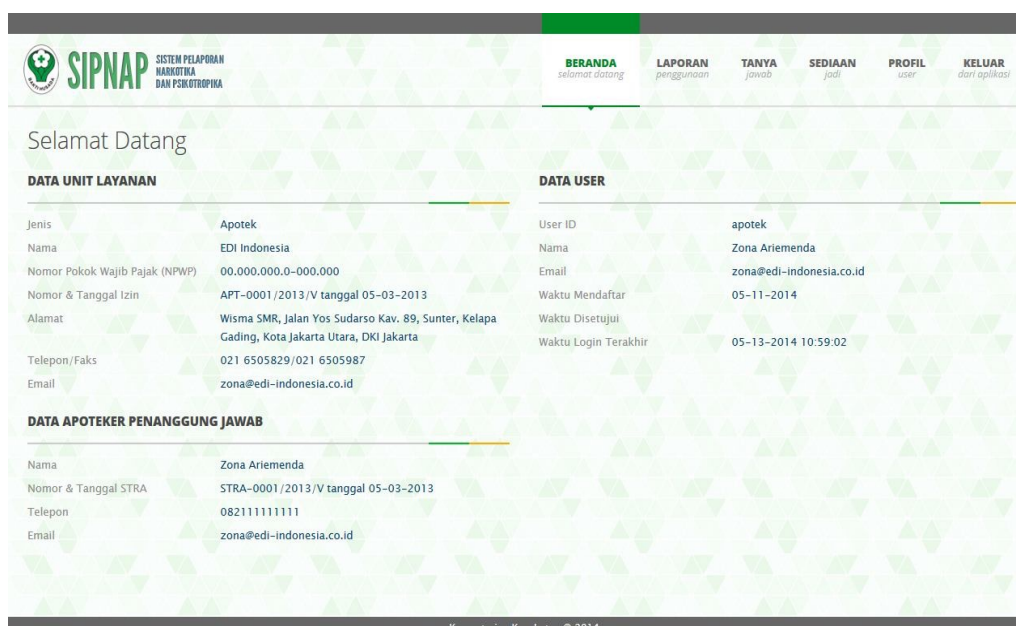 SIPNAP
SISTEM PELAPORAN
NARKOTIKA
DAN PSIKOTROPIKA
BERANDA
selamat datang
LAPORAN
penggunaan
TANYA
jawab
SEDIAAN
jadi
PROFIL
user
KELUAR
dari aplikasi
Selamat Datang
DATA UNIT LAYANAN
Jenis Apotek
Nama EDI Indonesia
Nomor Pokok Wajib Pajak (NPWP) 00.000.000.0-000.000
Nomor & Tanggal Izin APT-0001/2013/V tanggal 05-03-2013
Alamat Wisma SMR, Jalan Yos Sudarso Kav. 89, Sunter, Kelapa
Gading, Kota Jakarta Utara, DKI Jakarta
Telepon/Faks 021 6505829/021 6505987
Email zona@edi-indonesia.co.id
DATA APOTEKER PENANGGUNG JAWAB
Nama Zona Ariemenda
Nomor & Tanggal STRA STRA-0001/2013/V tanggal 05-03-2013
Telepon 082111111111
Email zona@edi-indonesia.co.id
DATA USER
User ID apotek
Nama Zona Ariemenda
Email zona@edi-indonesia.co.id
Waktu Mendaftar 05-11-2014
Waktu Disetujui
Waktu Login Terakhir 05-13-2014 10:59:02